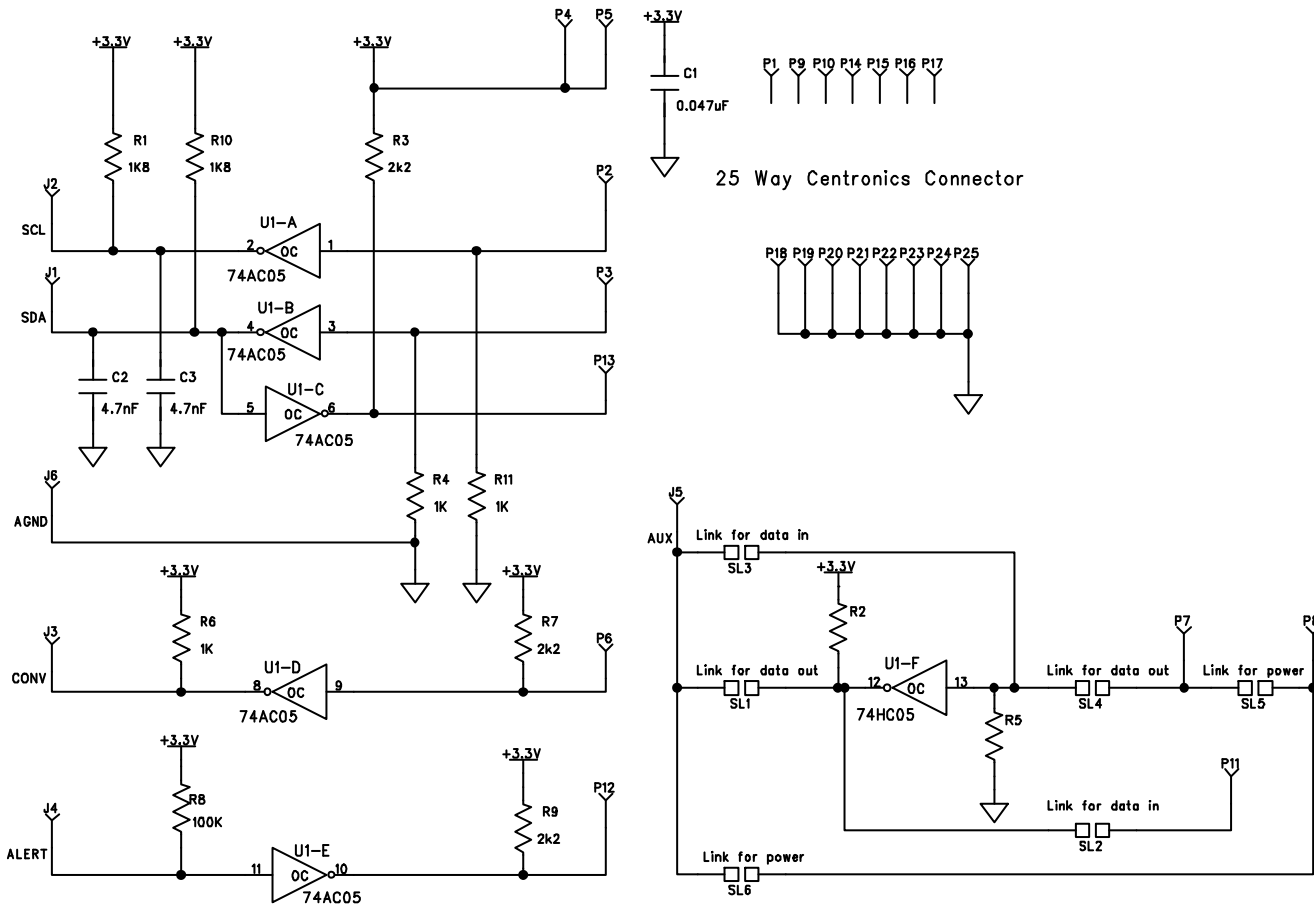 P4 P5
+3.3V
+3.3V +3.3V +3.3V
C1
0.047uF
P1 P9 P10 P14 P15 P16 P17
R1
1K8
R10
1K8
R3
2k2
P2
25 Way Centronics Connector
J2
SCL
U1-A
2 OC 1
74AC05
P18 P19 P20 P21 P22 P23 P24 P25
J1
SDA
U1-B
4 OC 3
74AC05
P3
C2
4.7nF
C3
4.7nF
U1-C
5 OC 6
74AC05
P13
J6
AGND
R4
1K
R11
1K
J5
AUX
Link for data in
SL3
+3.3V
R2
+3.3V
R6
1K
+3.3V
R7
2k2
J3
CONV
U1-D
8 OC 9
74AC05
P6
Link for data out
SL1
U1-F
12 OC 13
74HC05
R5
Link for data out
SL4
P7
Link for power
SL5
P8
+3.3V
R8
100K
+3.3V
R9
2k2
P12
J4
ALERT
U1-E
11 OC 10
74AC05
P11
Link for data in
SL2
Link for power
SL6